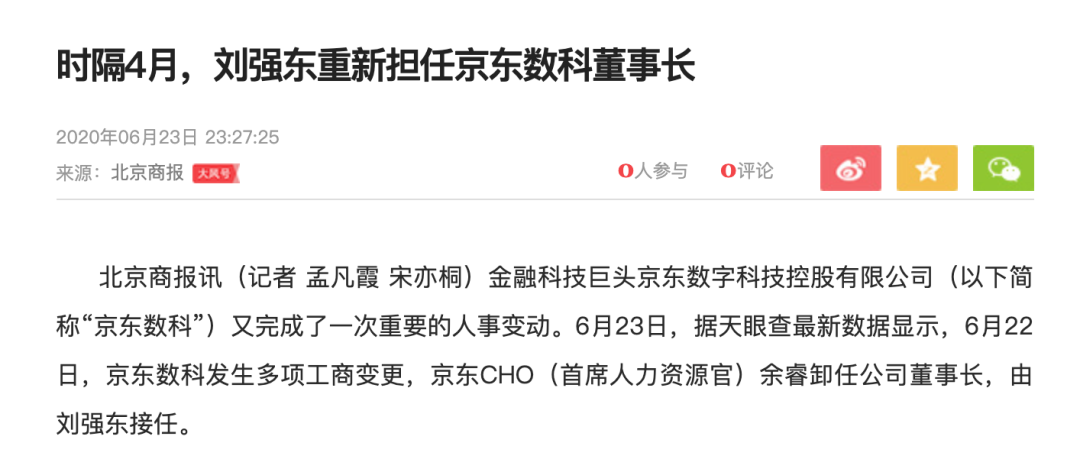 时隔4月，刘强东重新担任京东数科董事长
2020年06月23日 23:27:25
来源：北京商报 大风号
0人参与 0评论
北京商报讯（记者 孟凡霞 宋亦桐）金融科技巨头京东数字科技控股有限公司（以下简
称“京东数科”）又完成了一次重要的人事变动。6月23日，据天眼查最新数据显示，6月22
日，京东数科发生多项工商变更，京东CHO（首席人力资源官）余睿卸任公司董事长，由
刘强东接任。